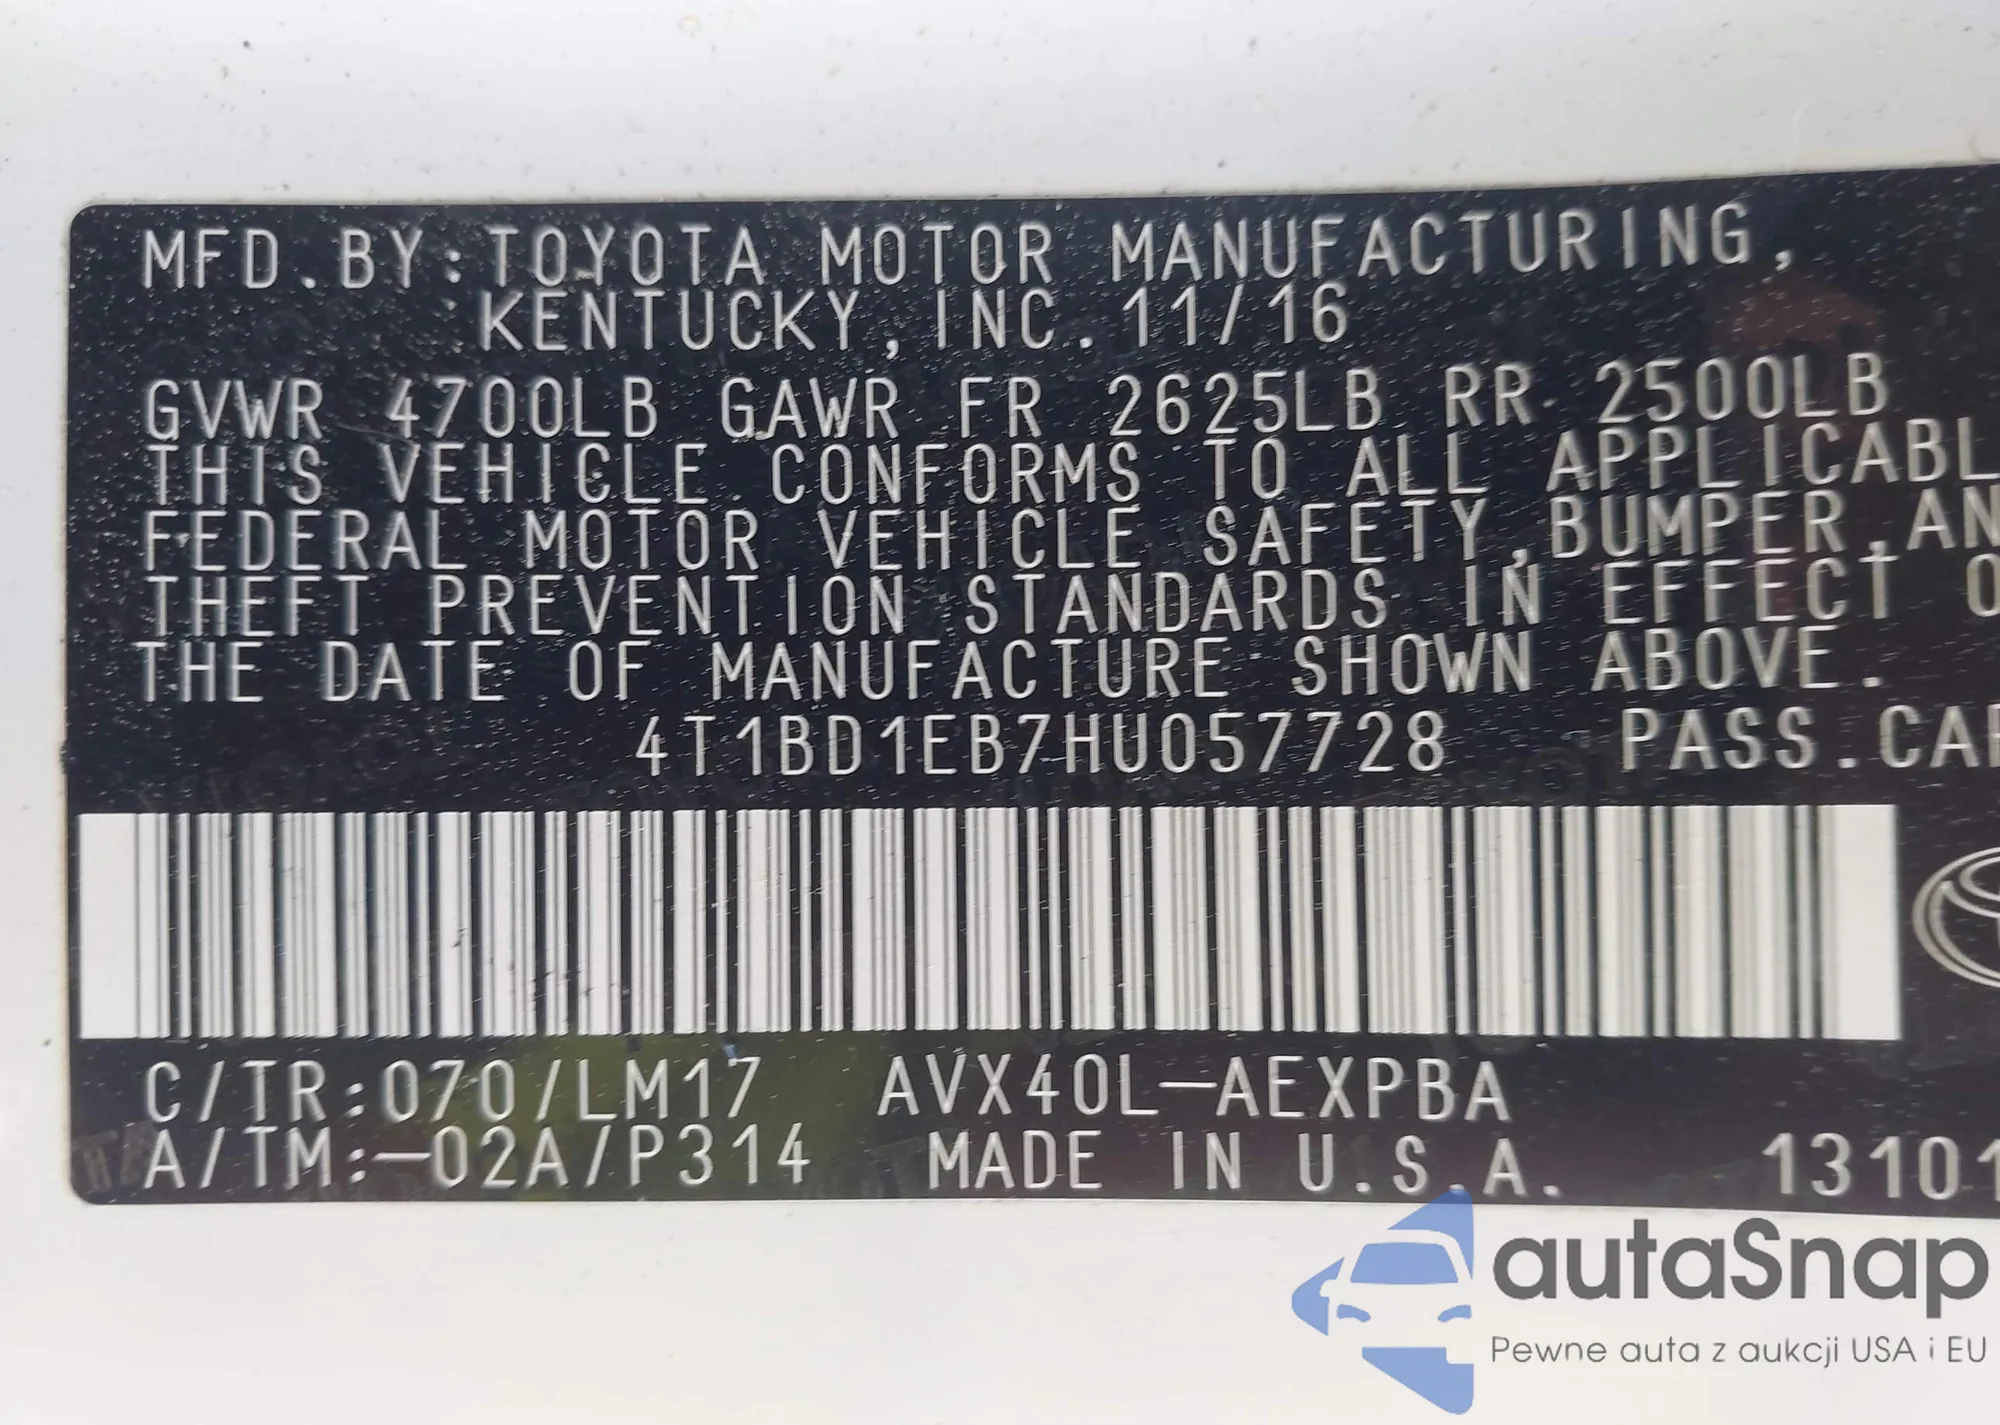 MFD.BY:TOYOTA MOTOR MANUFACTURING,
KENTUCKY,INC. 11/16
GVWR 4700LB GAWR FR 2625LB RR 2500LB
THIS VEHICLE CONFORMS TO ALL APPLICABL
FEDERAL MOTOR VEHICLE SAFETY,BUMPER,AN
THEFT PREVENTION STANDARDS IN EFFECT O
THE DATE OF MANUFACTURE SHOWN ABOVE.
4T1BD1EB7HU057728 PASS.CAR
C/TR:070/LM17 AVX40L-AEXPBA
A/TM:-02A/P314 MADE IN U.S.A. 13101
autaSnap
Pewne auta z aukcji USA i EU